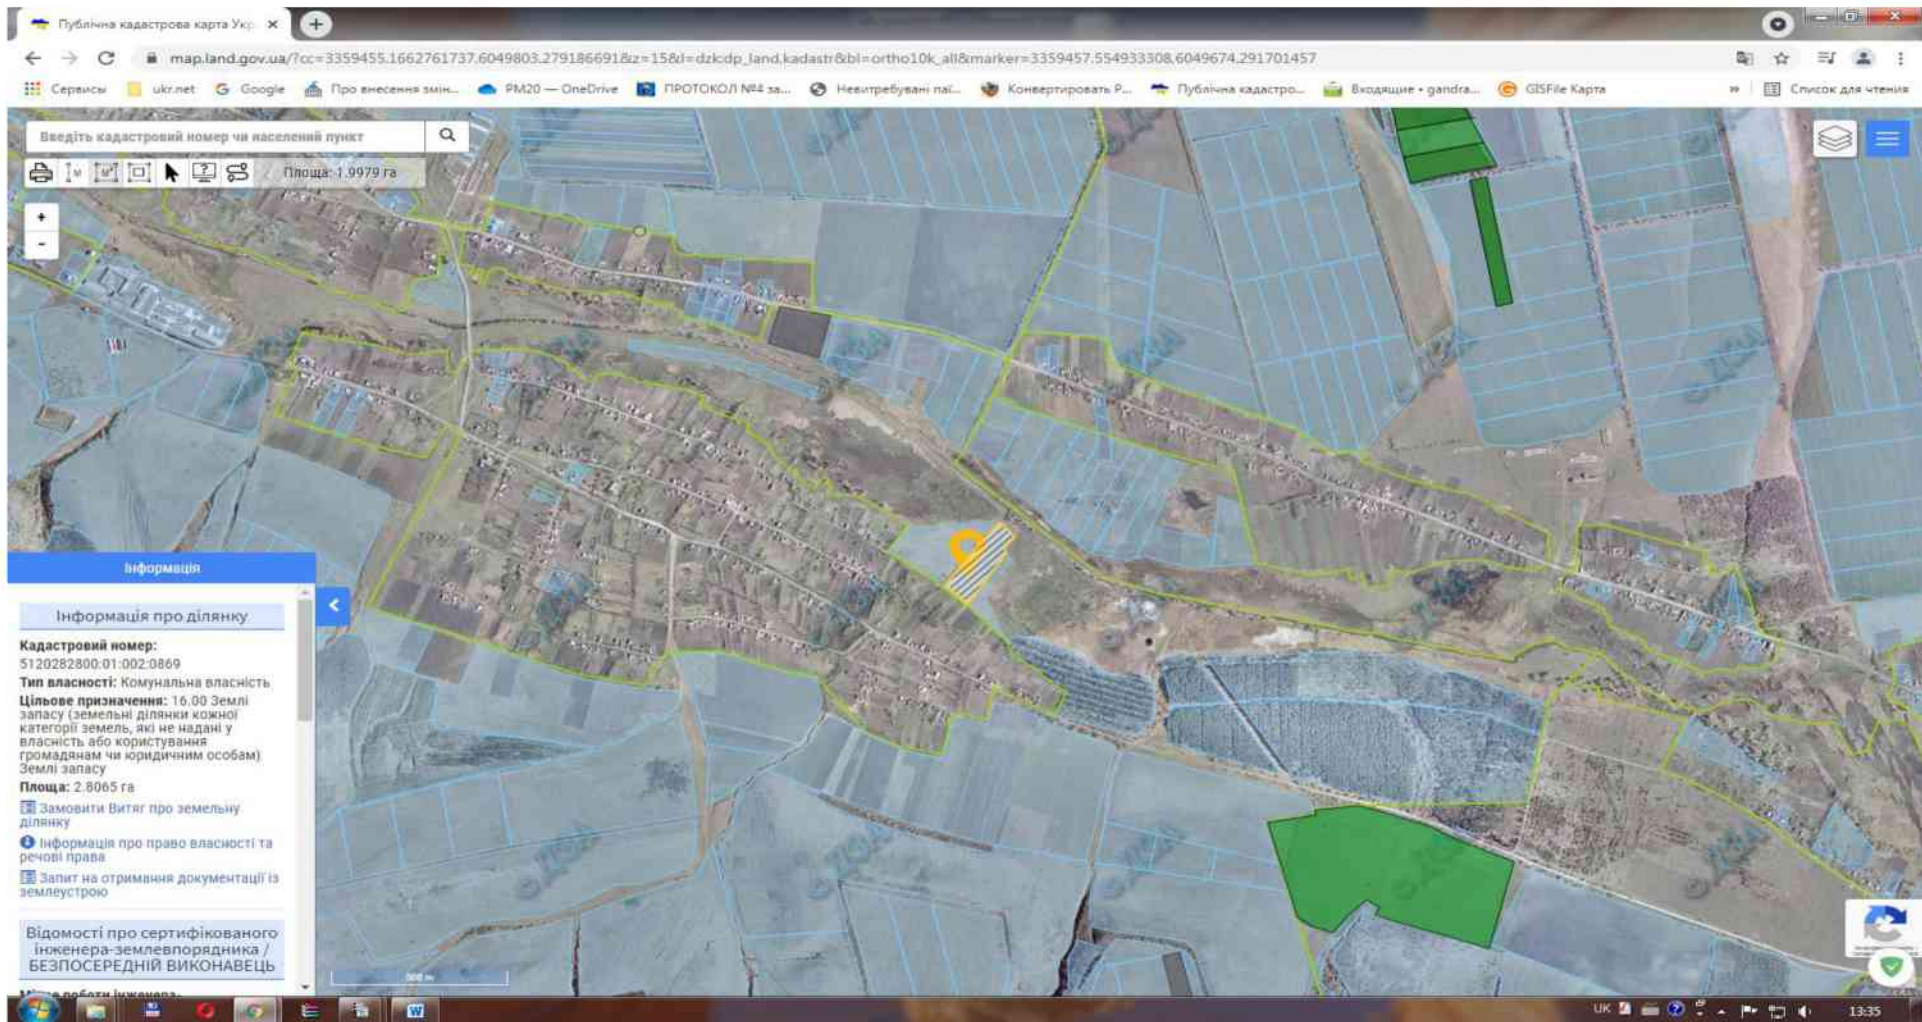 Публічна кадастрова карта Укр
map.land.gov.ua/?cc=3359455.1662761737.6049803.279186691&z=15&l=dzkcdp_land,kadastr&bl=ortho10k_all&marker=3359457.554933308,6049674.291701457
Сервисы ukr.net Google Про внесення змін... PM20 — OneDrive ПРОТОКОЛ №4 за... Невитребувані паї... Конвертировать P... Публічна кадастро... Входящие • gandra... GISFile Карта » Список для чтения
Введіть кадастровий номер чи населений пункт
Площа: 1.9979 га
+
-
Інформація
Інформація про ділянку
Кадастровий номер:
5120282800:01:002:0869
Тип власності: Комунальна власність
Цільове призначення: 16.00 Землі
запасу (земельні ділянки кожної
категорії земель, які не надані у
власність або користування
громадянам чи юридичним особам)
Землі запасу
Площа: 2.8065 га
Замовити Витяг про земельну
ділянку
Інформація про право власності та
речові права
Запит на отримання документації із
землеустрою
Відомості про сертифікованого
інженера-землевпорядника /
БЕЗПОСЕРЕДНІЙ ВИКОНАВЕЦЬ
Місце роботи інженера-
500 m
UK
13:35